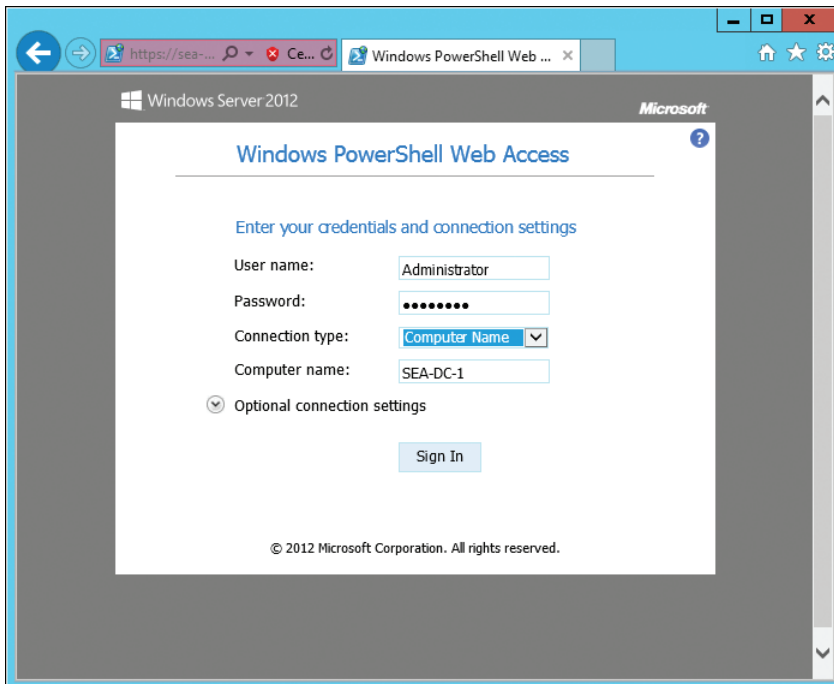 https://sea-... Ce...
Windows PowerShell Web ...
Windows Server 2012
Microsoft
Windows PowerShell Web Access
Enter your credentials and connection settings
User name: Administrator
Password: ●●●●●●●●
Connection type: Computer Name
Computer name: SEA-DC-1
Optional connection settings
Sign In
© 2012 Microsoft Corporation. All rights reserved.